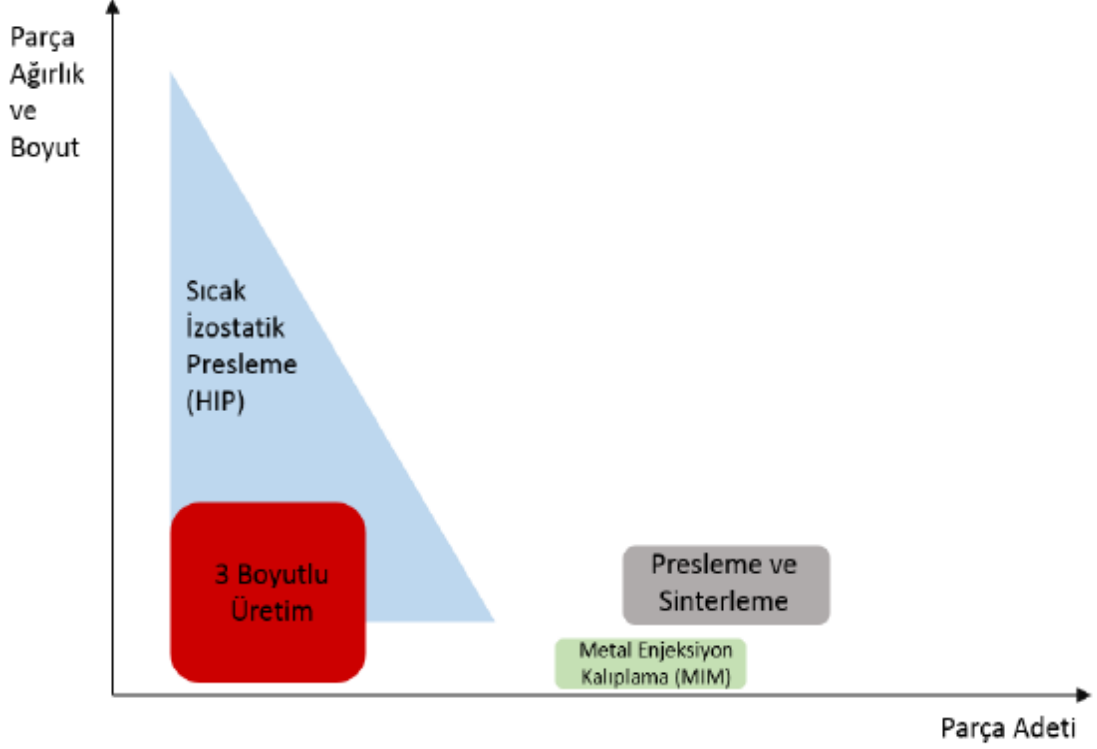 Parça
Ağırlık
ve
Boyut
Sıcak
İzostatik
Presleme
(HIP)
3 Boyutlu
Üretim
Presleme ve
Sinterleme
Metal Enjeksiyon
Kalıplama (MIM)
Parça Adeti